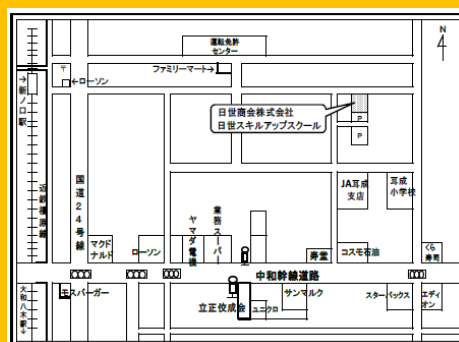 N
運転免許
センター
ファミリーマート→
〒
←ローソン
→新ノ口駅
日世商会株式会社
日世スキルアップスクール
P
P
近鉄橿原線
国道24号線
JA耳成
支店
耳成
小学校
マクド
ナルド
ローソン
ヤマダ電機
業務スーパー
寿堂
コスモ石油
くら
寿司
中和幹線道路
大和八木駅↓
モスバーガー
立正佼成会
ユニクロ
サンマルク
スターバックス
エディ
オン